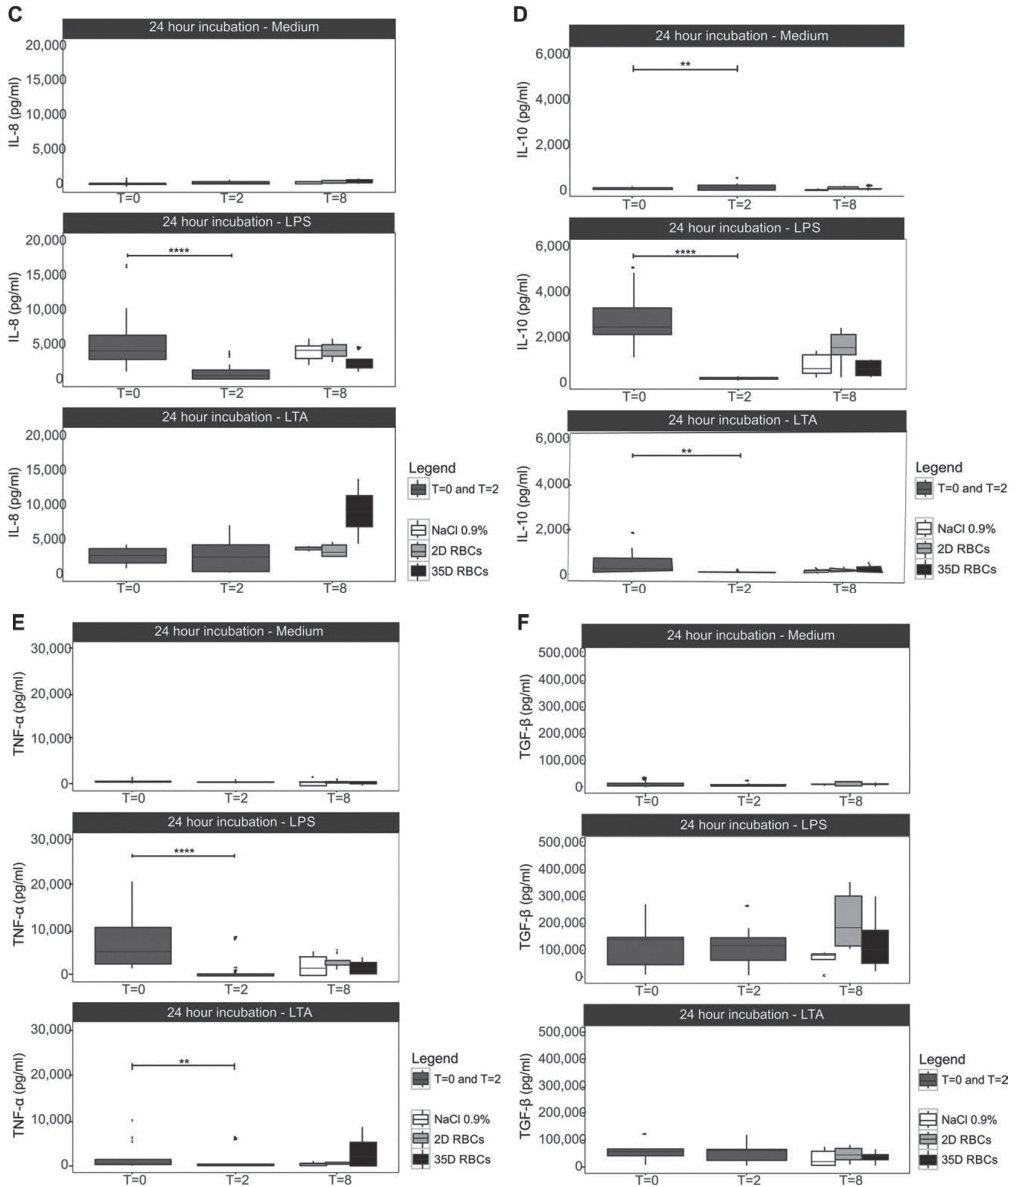 C
24 hour incubation - Medium
IL-8 (pg/ml)
20,000
15,000
10,000
5,000
0
T=0 T=2 T=8
24 hour incubation - LPS
IL-8 (pg/ml)
20,000
15,000
10,000
5,000
0
****
T=0 T=2 T=8
24 hour incubation - LTA
IL-8 (pg/ml)
20,000
15,000
10,000
5,000
0
T=0 T=2 T=8
Legend
T=0 and T=2
NaCl 0.9%
2D RBCs
35D RBCs
D
24 hour incubation - Medium
IL-10 (pg/ml)
6,000
4,000
2,000
0
**
T=0 T=2 T=8
24 hour incubation - LPS
IL-10 (pg/ml)
6,000
4,000
2,000
0
****
T=0 T=2 T=8
24 hour incubation - LTA
IL-10 (pg/ml)
6,000
4,000
2,000
0
**
T=0 T=2 T=8
Legend
T=0 and T=2
NaCl 0.9%
2D RBCs
35D RBCs
E
24 hour incubation - Medium
TNF-α (pg/ml)
30,000
20,000
10,000
0
T=0 T=2 T=8
24 hour incubation - LPS
TNF-α (pg/ml)
30,000
20,000
10,000
0
****
T=0 T=2 T=8
24 hour incubation - LTA
TNF-α (pg/ml)
30,000
20,000
10,000
0
**
T=0 T=2 T=8
Legend
T=0 and T=2
NaCl 0.9%
2D RBCs
35D RBCs
F
24 hour incubation - Medium
TGF-β (pg/ml)
500,000
400,000
300,000
200,000
100,000
0
T=0 T=2 T=8
24 hour incubation - LPS
TGF-β (pg/ml)
500,000
400,000
300,000
200,000
100,000
0
T=0 T=2 T=8
24 hour incubation - LTA
TGF-β (pg/ml)
500,000
400,000
300,000
200,000
100,000
0
T=0 T=2 T=8
Legend
T=0 and T=2
NaCl 0.9%
2D RBCs
35D RBCs